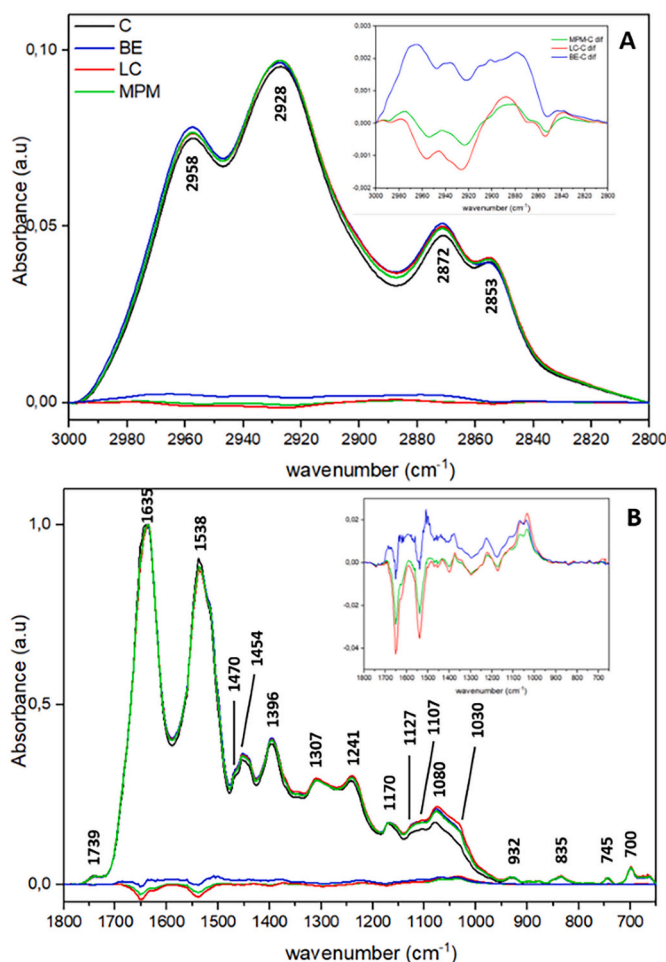 C
BE
LC
MPM
A
MPM-C dif
LC-C dif
BE-C dif
0,003
0,002
0,001
0,000
-0,001
-0,002
3000 2980 2960 2940 2920 2900 2880 2860 2840 2820 2800
wavenumber (cm-1)
2958
2928
2872
2853
0,10
0,05
0,00
Absorbance (a.u)
3000 2980 2960 2940 2920 2900 2880 2860 2840 2820 2800
wavenumber (cm-1)
B
0,02
0,00
-0,02
-0,04
1800 1700 1600 1500 1400 1300 1200 1100 1000 900 800 700
wavenumber (cm-1)
1635
1538
1470
1454
1396
1307
1241
1170
1127
1107
1080
1030
1739
932
835
745
700
1,0
0,5
0,0
Absorbance (a.u)
1800 1700 1600 1500 1400 1300 1200 1100 1000 900 800 700
wavenumber (cm-1)